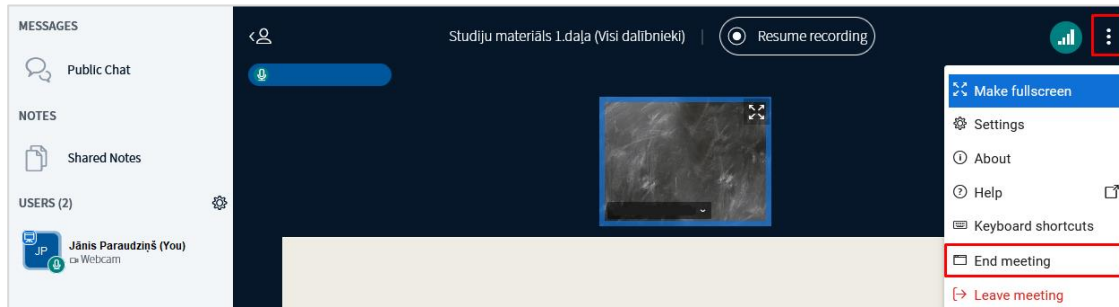 MESSAGES
Public Chat
NOTES
Shared Notes
USERS (2)
JP
Jānis Paraudziņš (You)
Webcam
Studiju materiāls 1.daļa (Visi dalībnieki) | Resume recording
Make fullscreen
Settings
About
Help
Keyboard shortcuts
End meeting
Leave meeting